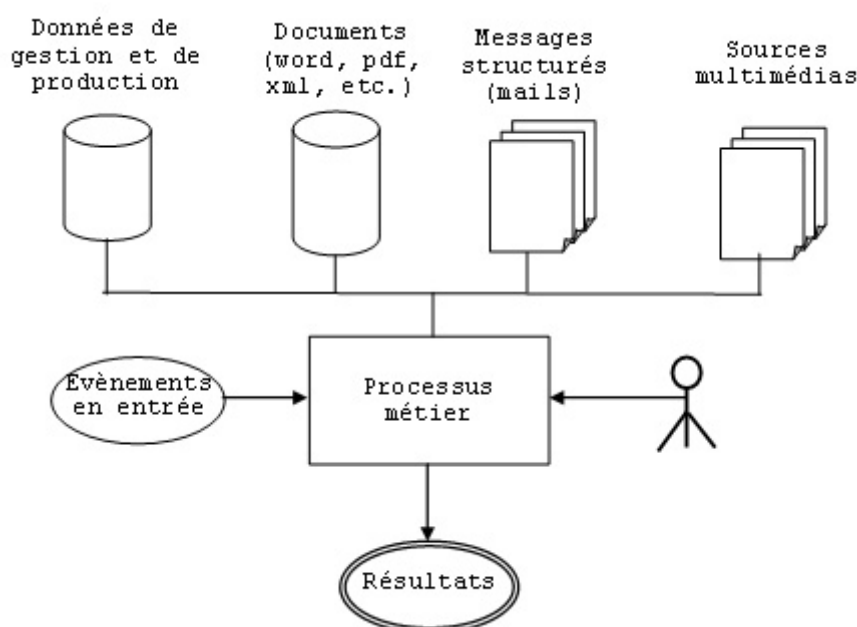 Données de
gestion et de
production
Documents
(word, pdf,
xml, etc.)
Messages
structurés
(mails)
Sources
multimédias
Evènements
en entrée
Processus
métier
Résultats